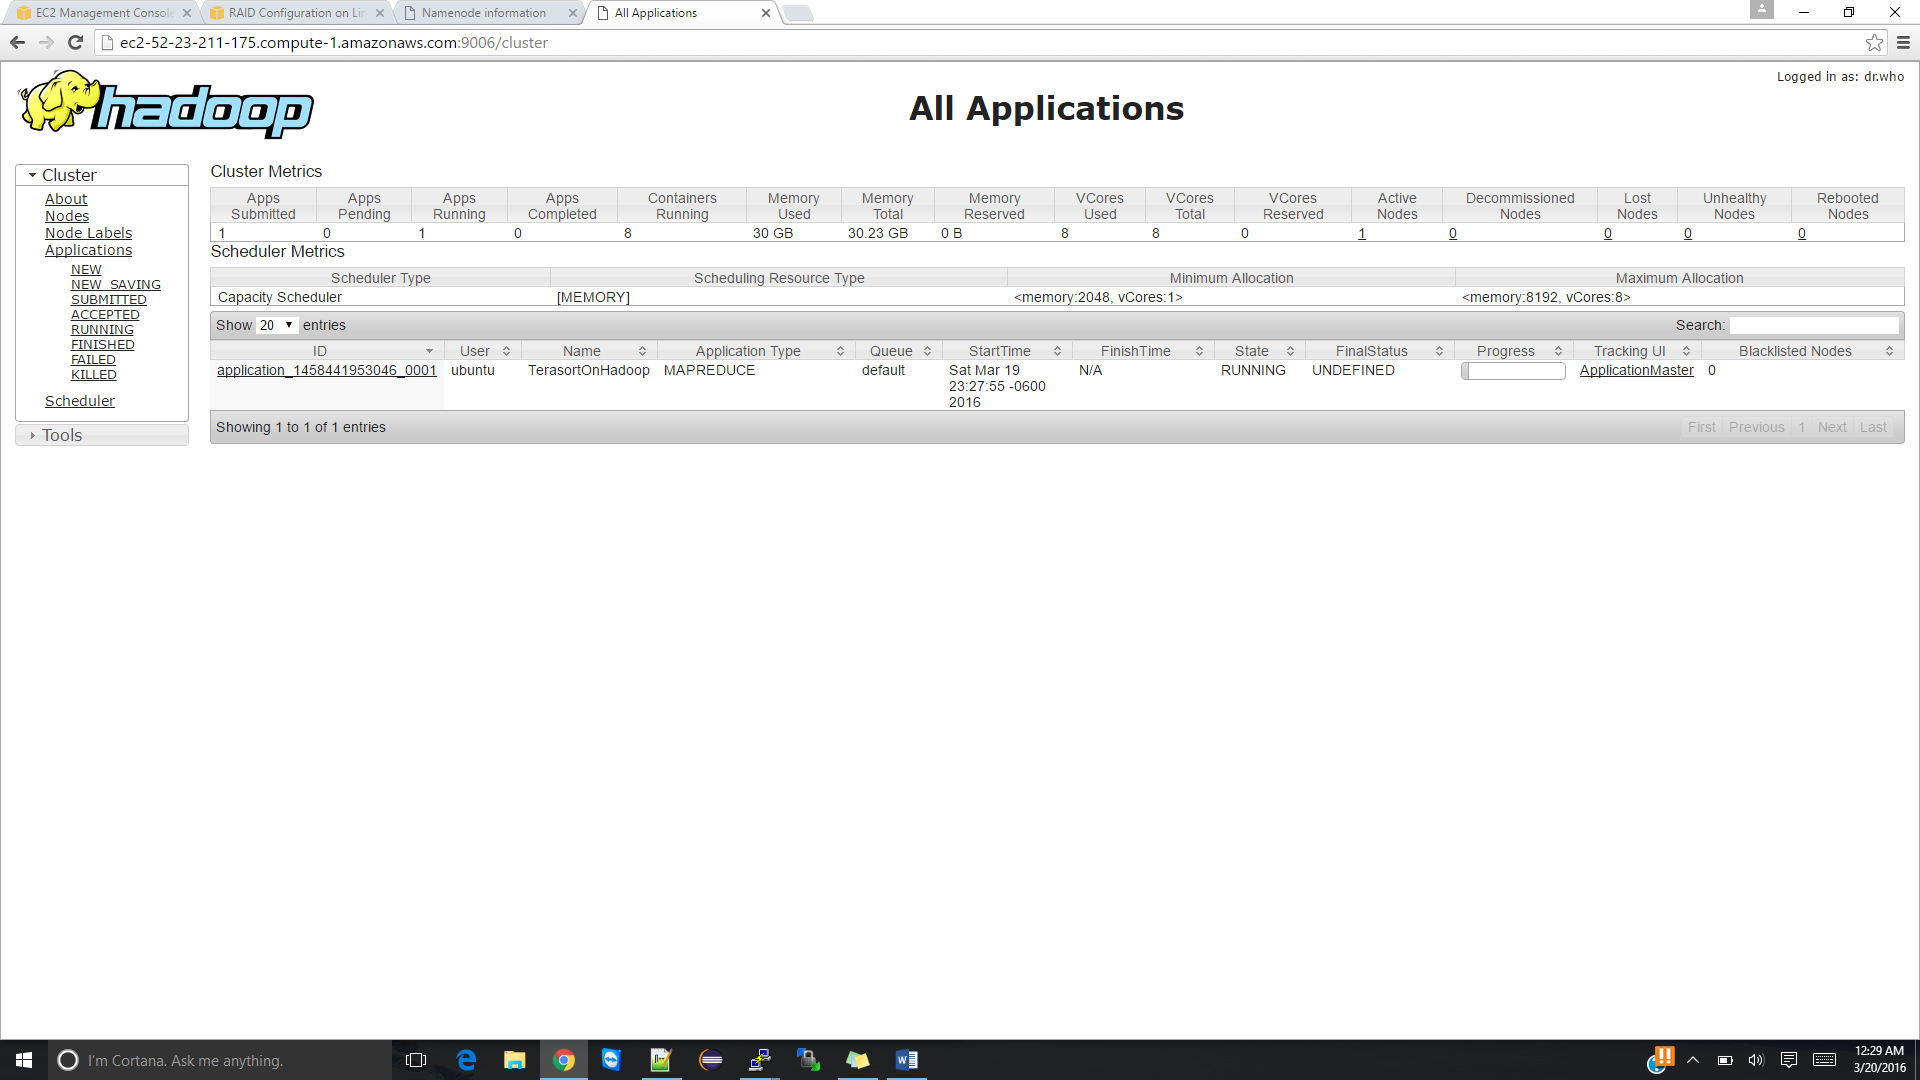 EC2 Management Consol
RAID Configuration on Lin
Namenode information
All Applications
ec2-52-23-211-175.compute-1.amazonaws.com:9006/cluster
Logged in as: dr.who
hadoop
All Applications
Cluster
About
Nodes
Node Labels
Applications
NEW
NEW_SAVING
SUBMITTED
ACCEPTED
RUNNING
FINISHED
FAILED
KILLED
Scheduler
Tools
Cluster Metrics
Apps Submitted Apps Pending Apps Running Apps Completed Containers Running Memory Used Memory Total Memory Reserved VCores Used VCores Total VCores Reserved Active Nodes Decommissioned Nodes Lost Nodes Unhealthy Nodes Rebooted Nodes
1 0 1 0 8 30 GB 30.23 GB 0 B 8 8 0 1 0 0 0 0
Scheduler Metrics
Scheduler Type Scheduling Resource Type Minimum Allocation Maximum Allocation
Capacity Scheduler [MEMORY] <memory:2048, vCores:1> <memory:8192, vCores:8>
Show 20 entries Search:
ID User Name Application Type Queue StartTime FinishTime State FinalStatus Progress Tracking UI Blacklisted Nodes
application_1458441953046_0001 ubuntu TerasortOnHadoop MAPREDUCE default Sat Mar 19 N/A RUNNING UNDEFINED ApplicationMaster 0
23:27:55 -0600
2016
Showing 1 to 1 of 1 entries First Previous 1 Next Last
I'm Cortana. Ask me anything.
12:29 AM
3/20/2016